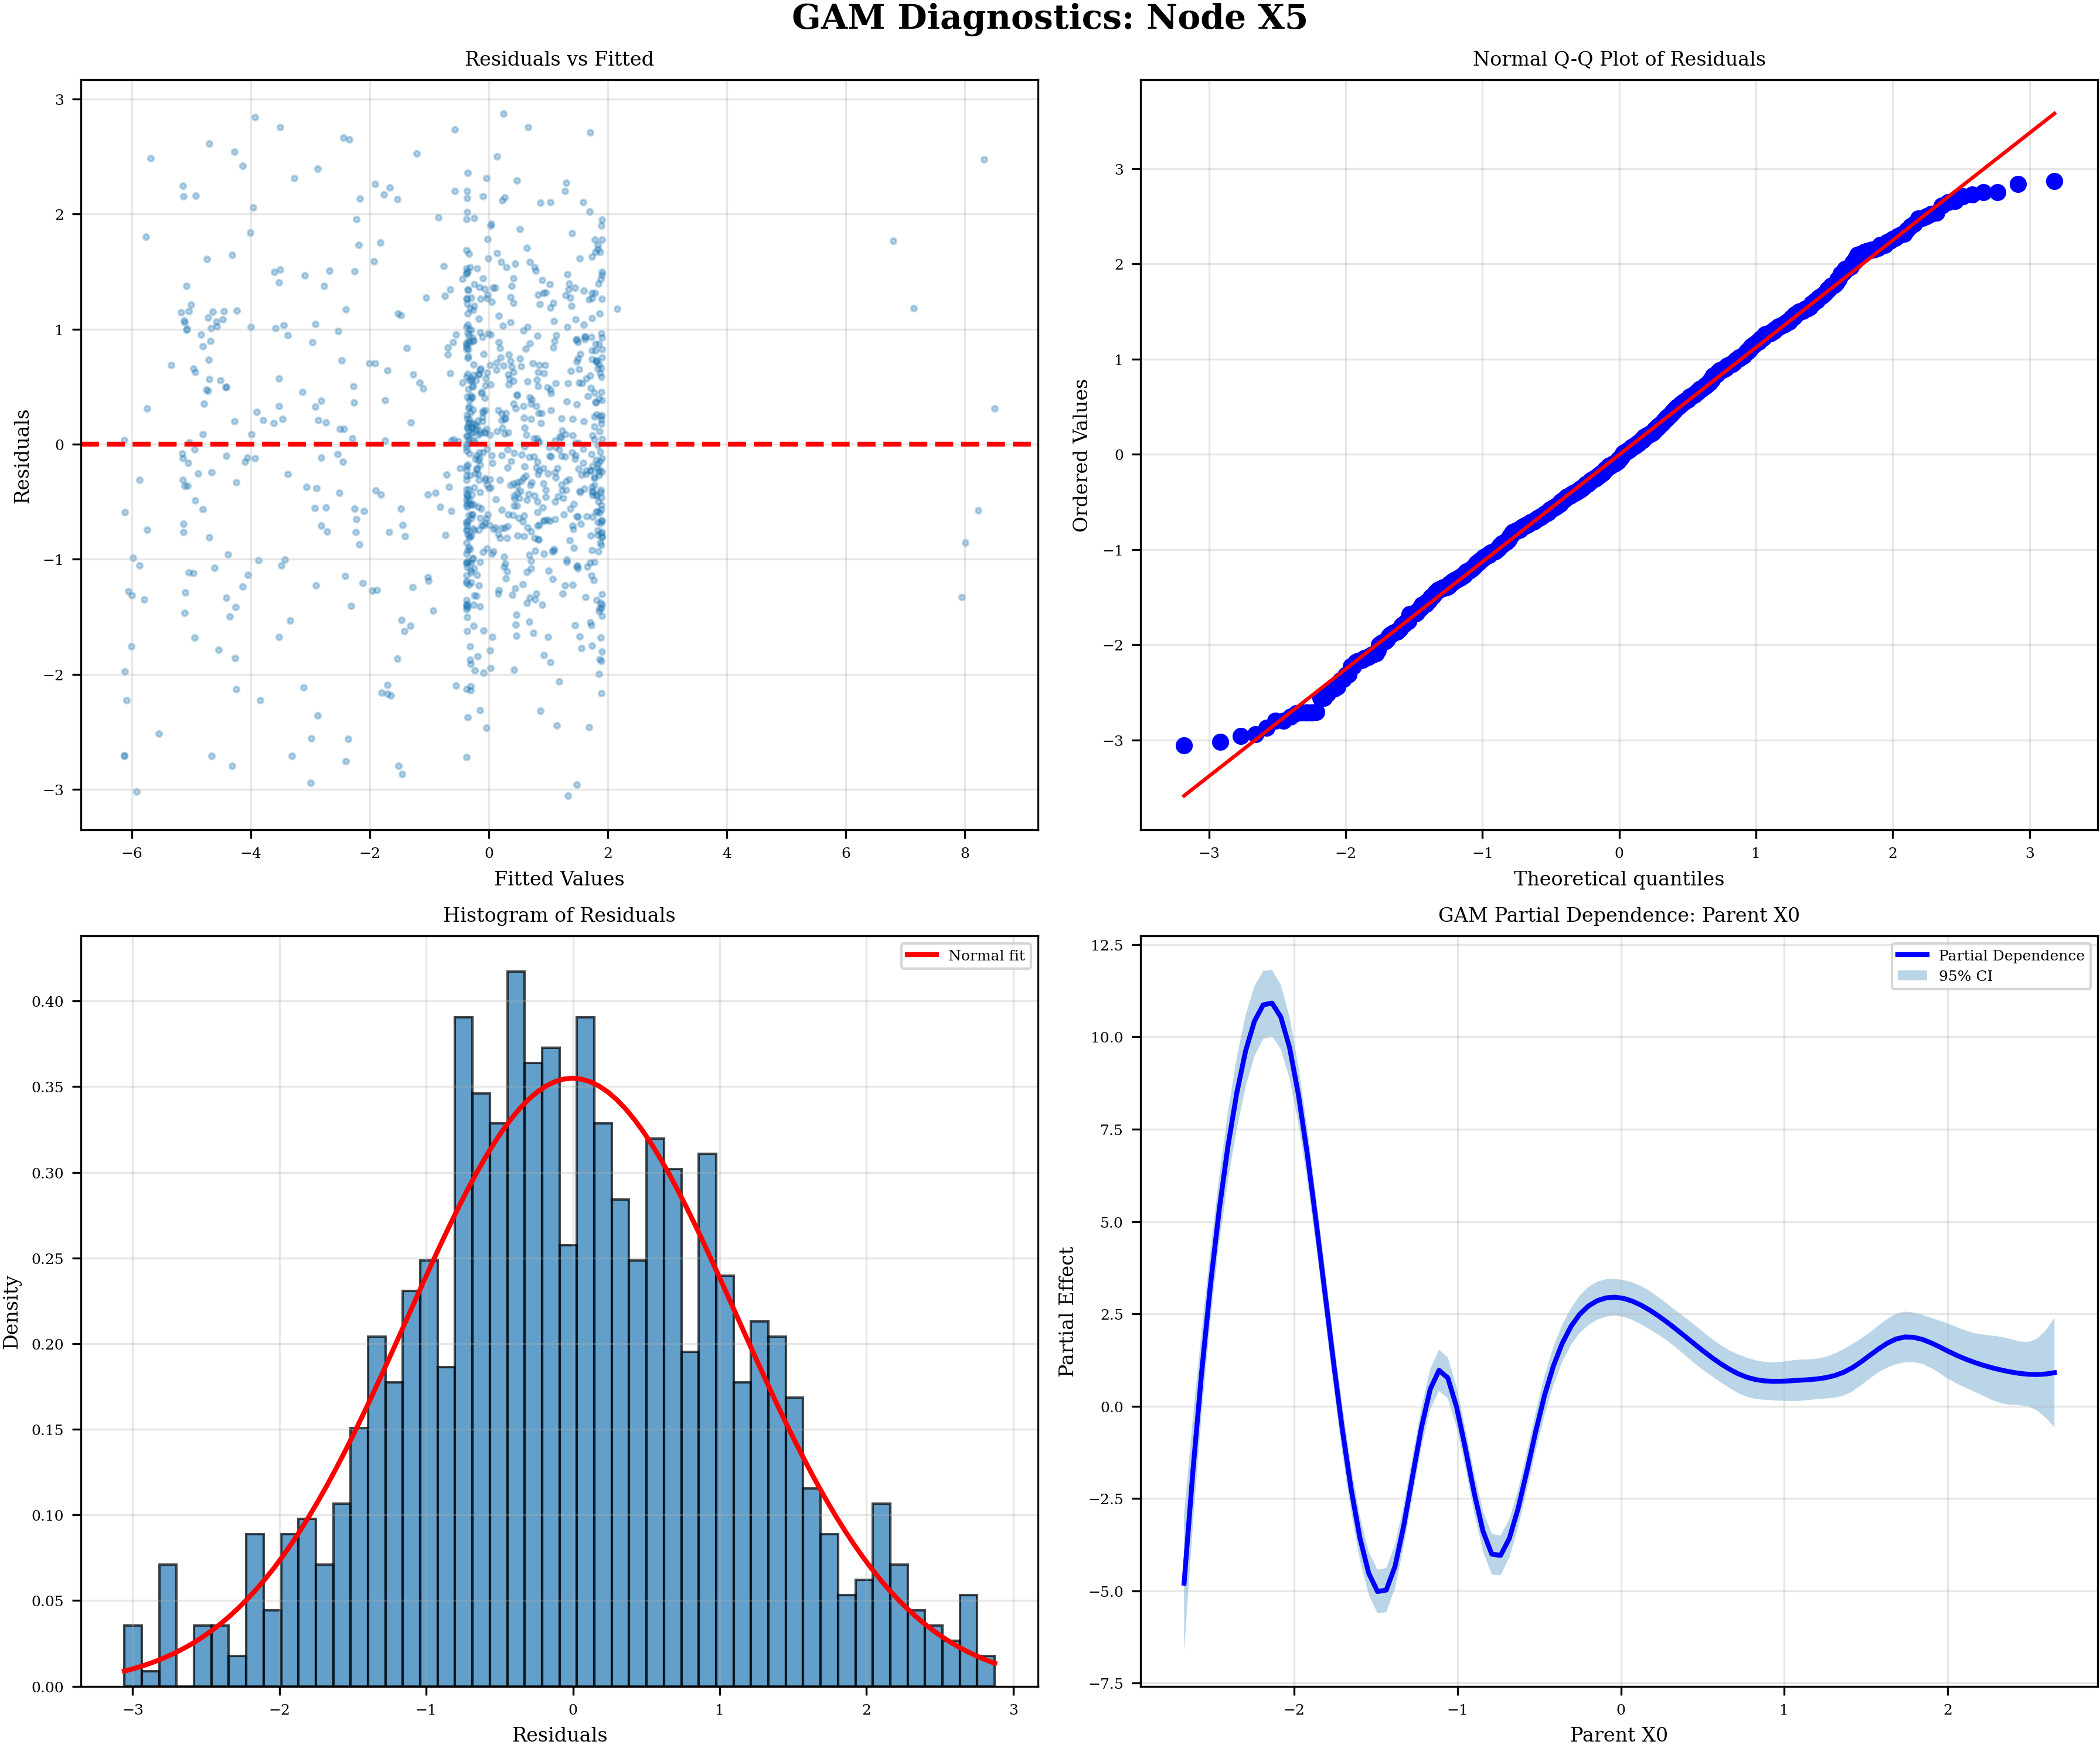 GAM Diagnostics: Node X5
Residuals vs Fitted
3
2
1
0
−1
−2
−3
Residuals
−6 −4 −2 0 2 4 6 8
Fitted Values
Normal Q-Q Plot of Residuals
3
2
1
0
−1
−2
−3
Ordered Values
−3 −2 −1 0 1 2 3
Theoretical quantiles
Histogram of Residuals
Normal fit
0.40
0.35
0.30
0.25
0.20
0.15
0.10
0.05
0.00
Density
−3 −2 −1 0 1 2 3
Residuals
GAM Partial Dependence: Parent X0
Partial Dependence
95% CI
12.5
10.0
7.5
5.0
2.5
0.0
−2.5
−5.0
−7.5
Partial Effect
−2 −1 0 1 2
Parent X0